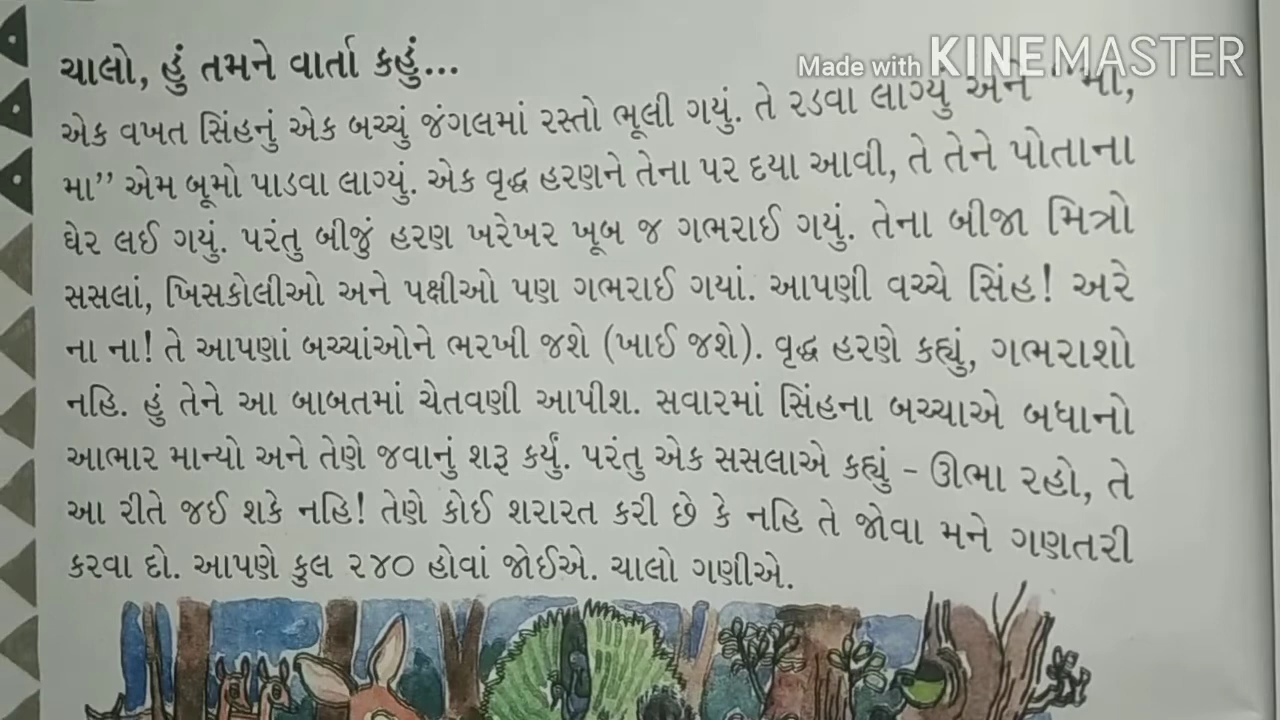 ચાલો, હું તમને વાર્તા કહું...
Made with KINEMASTER
એક વખત સિંહનું એક બચ્ચું જંગલમાં રસ્તો ભૂલી ગયું. તે રડવા લાગ્યું અને “મા,
મા” એમ બૂમો પાડવા લાગ્યું. એક વૃદ્ધ હરણને તેના પર દયા આવી, તે તેને પોતાના
ઘેર લઈ ગયું. પરંતુ બીજું હરણ ખરેખર ખૂબ જ ગભરાઈ ગયું. તેના બીજા મિત્રો
સસલાં, ખિસકોલીઓ અને પક્ષીઓ પણ ગભરાઈ ગયાં. આપણી વચ્ચે સિંહ! અરે
ના ના! તે આપણાં બચ્ચાંઓને ભરખી જશે (ખાઈ જશે). વૃદ્ધ હરણે કહ્યું, ગભરાશો
નહિ. હું તેને આ બાબતમાં ચેતવણી આપીશ. સવારમાં સિંહના બચ્ચાએ બધાનો
આભાર માન્યો અને તેણે જવાનું શરૂ કર્યું. પરંતુ એક સસલાએ કહ્યું - ઊભા રહો, તે
આ રીતે જઈ શકે નહિ! તેણે કોઈ શરારત કરી છે કે નહિ તે જોવા મને ગણતરી
કરવા દો. આપણે કુલ ૨૪૦ હોવાં જોઈએ. ચાલો ગણીએ.